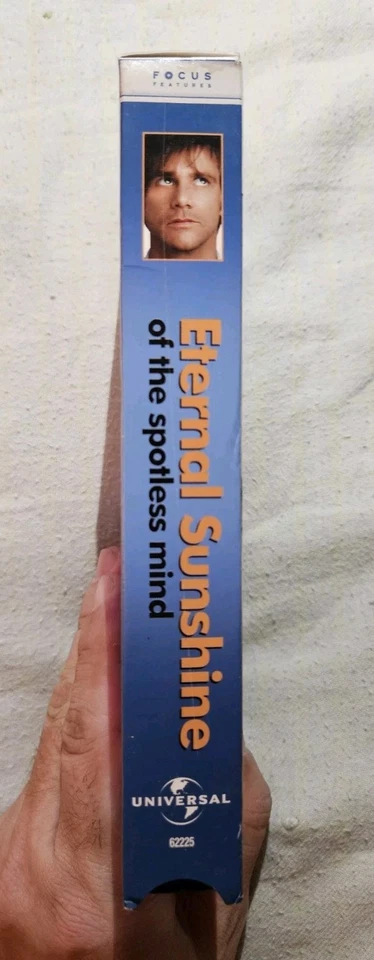 FOCUS
FEATURES
Eternal Sunshine
of the spotless mind
UNIVERSAL
62225